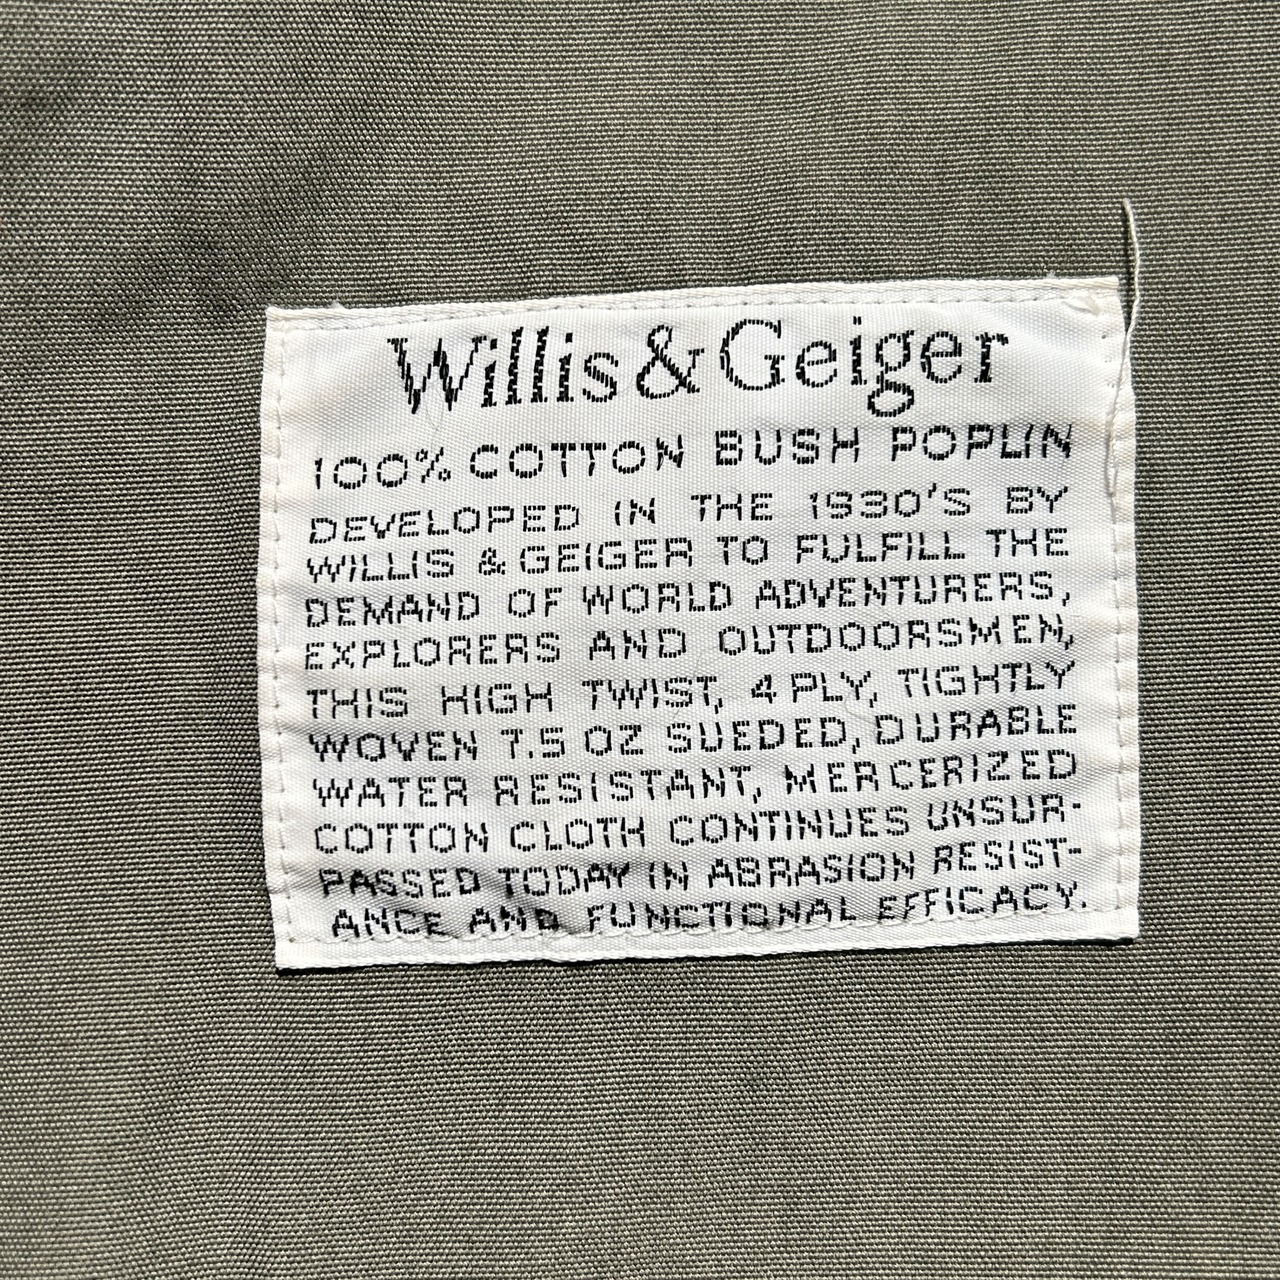 Willis & Geiger
100% COTTON BUSH POPLIN
DEVELOPED IN THE 1930'S BY
WILLIS & GEIGER TO FULFILL THE
DEMAND OF WORLD ADVENTURERS,
EXPLORERS AND OUTDOORSMEN,
THIS HIGH TWIST, 4 PLY, TIGHTLY
WOVEN 7.5 OZ SUEDED, DURABLE
WATER RESISTANT, MERCERIZED
COTTON CLOTH CONTINUES UNSUR-
PASSED TODAY IN ABRASION RESIST-
ANCE AND FUNCTIONAL EFFICACY.